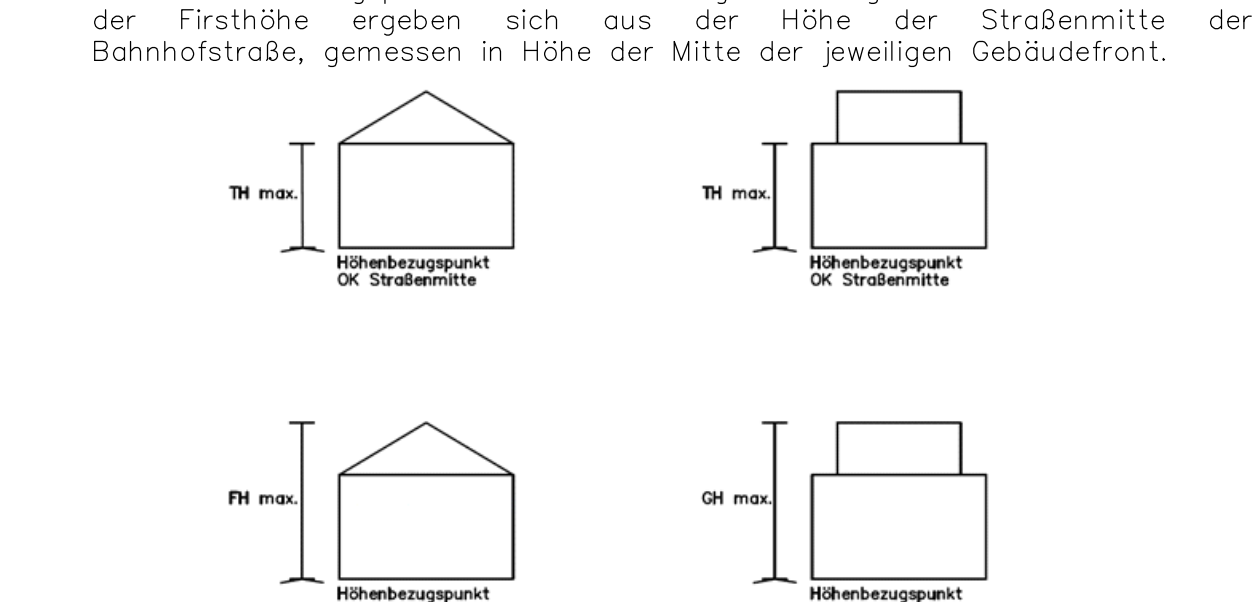 der Firsthöhe ergeben sich aus der Höhe der Straßenmitte der
Bahnhofstraße, gemessen in Höhe der Mitte der jeweiligen Gebäudefront.
TH max.
TH max.
Höhenbezugspunkt
OK Straßenmitte
Höhenbezugspunkt
OK Straßenmitte
FH max.
GH max.
Höhenbezugspunkt
Höhenbezugspunkt